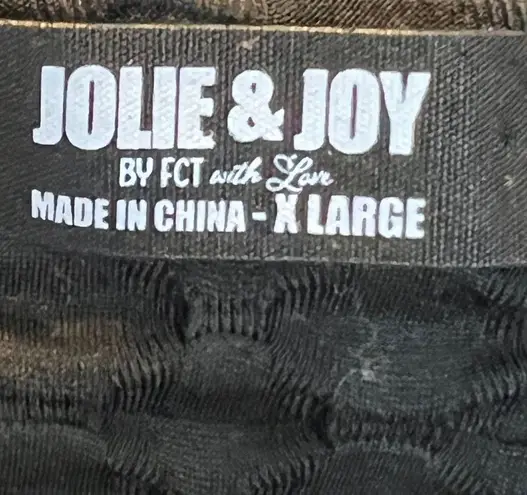 JOLIE & JOY
BY FCT with Love
MADE IN CHINA - X LARGE